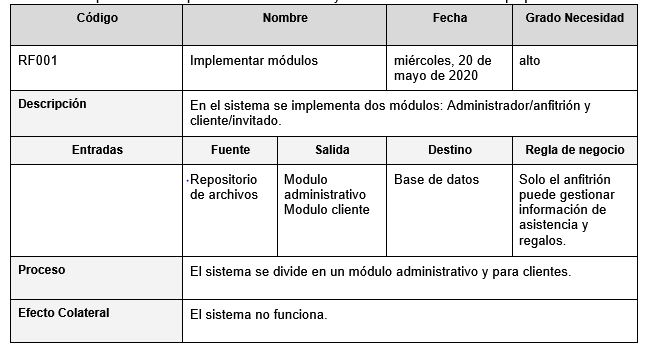 Código Nombre Fecha Grado Necesidad
RF001 Implementar módulos miércoles, 20 de mayo de 2020 alto
Descripción En el sistema se implementa dos módulos: Administrador/anfitrión y
cliente/invitado.
Entradas Fuente Salida Destino Regla de negocio
·Repositorio
de archivos
Modulo
administrativo
Modulo cliente
Base de datos
Solo el anfitrión
puede gestionar
información de
asistencia y
regalos.
Proceso El sistema se divide en un módulo administrativo y para clientes.
Efecto Colateral El sistema no funciona.